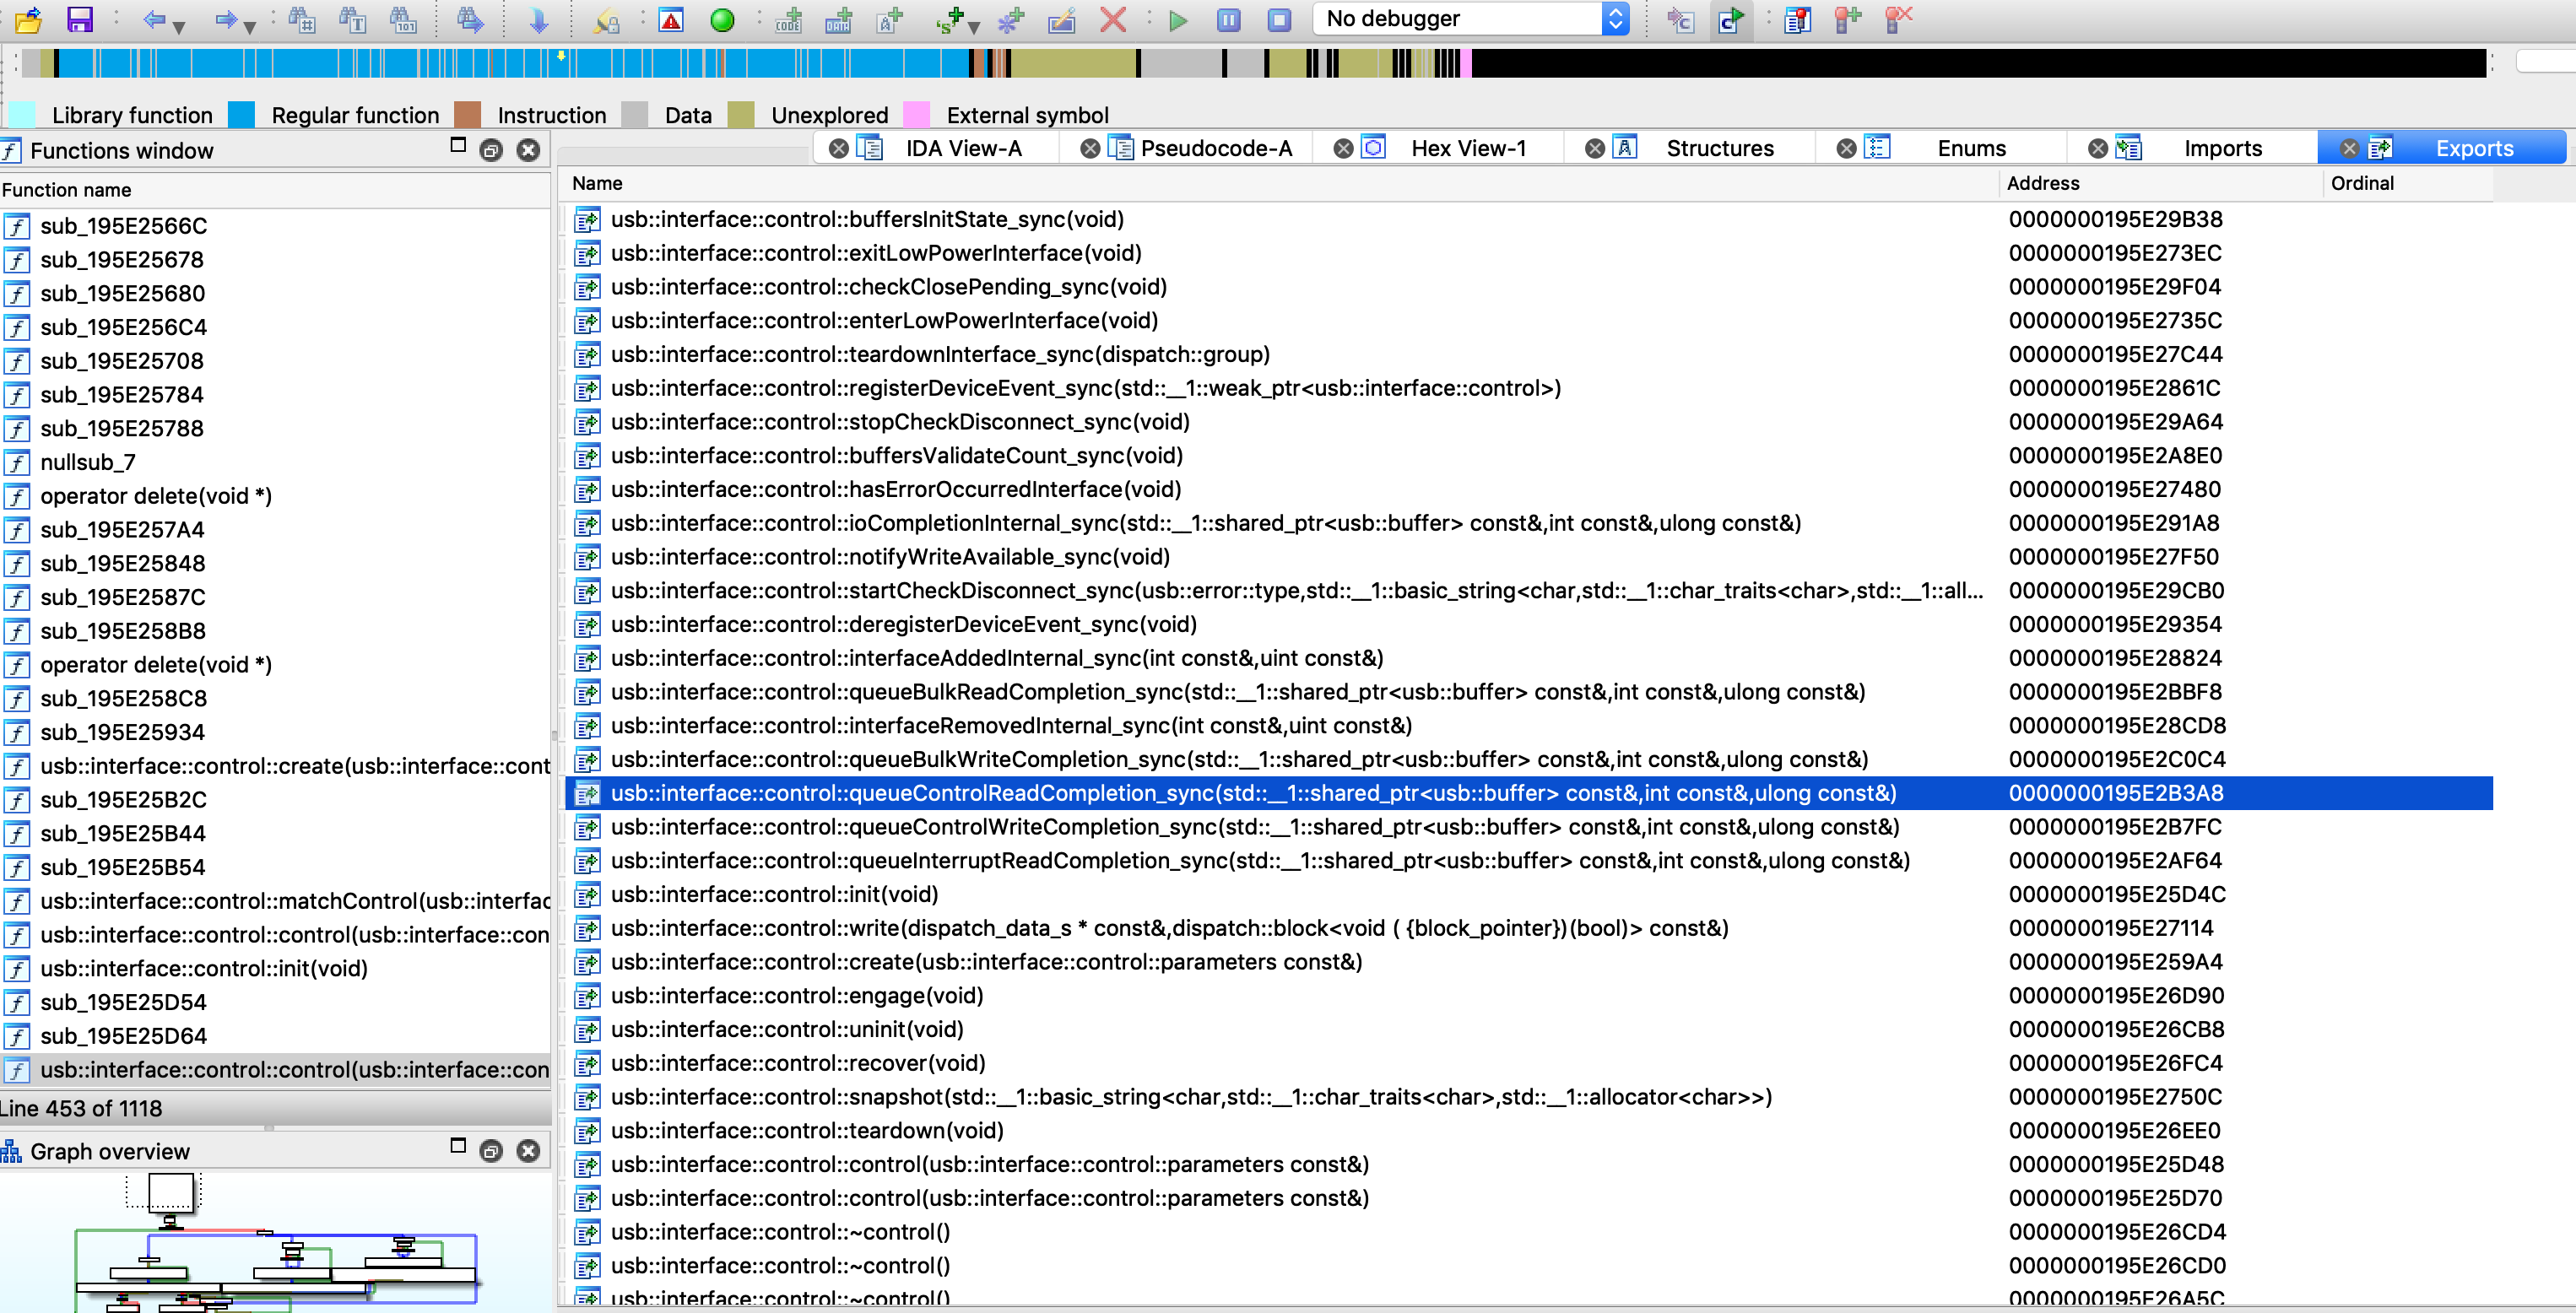 No debugger
Library function Regular function Instruction Data Unexplored External symbol
Functions window
IDA View-A Pseudocode-A Hex View-1 Structures Enums Imports Exports
Function name
sub_195E2566C
sub_195E25678
sub_195E25680
sub_195E256C4
sub_195E25708
sub_195E25784
sub_195E25788
nullsub_7
operator delete(void *)
sub_195E257A4
sub_195E25848
sub_195E2587C
sub_195E258B8
operator delete(void *)
sub_195E258C8
sub_195E25934
usb::interface::control::create(usb::interface::cont
sub_195E25B2C
sub_195E25B44
sub_195E25B54
usb::interface::control::matchControl(usb::interfac
usb::interface::control::control(usb::interface::con
usb::interface::control::init(void)
sub_195E25D54
sub_195E25D64
usb::interface::control::control(usb::interface::con
Line 453 of 1118
Graph overview
Name Address Ordinal
usb::interface::control::buffersInitState_sync(void) 0000000195E29B38
usb::interface::control::exitLowPowerInterface(void) 0000000195E273EC
usb::interface::control::checkClosePending_sync(void) 0000000195E29F04
usb::interface::control::enterLowPowerInterface(void) 0000000195E2735C
usb::interface::control::teardownInterface_sync(dispatch::group) 0000000195E27C44
usb::interface::control::registerDeviceEvent_sync(std::__1::weak_ptr<usb::interface::control>) 0000000195E2861C
usb::interface::control::stopCheckDisconnect_sync(void) 0000000195E29A64
usb::interface::control::buffersValidateCount_sync(void) 0000000195E2A8E0
usb::interface::control::hasErrorOccurredInterface(void) 0000000195E27480
usb::interface::control::ioCompletionInternal_sync(std::__1::shared_ptr<usb::buffer> const&,int const&,ulong const&) 0000000195E291A8
usb::interface::control::notifyWriteAvailable_sync(void) 0000000195E27F50
usb::interface::control::startCheckDisconnect_sync(usb::error::type,std::__1::basic_string<char,std::__1::char_traits<char>,std::__1::all... 0000000195E29CB0
usb::interface::control::deregisterDeviceEvent_sync(void) 0000000195E29354
usb::interface::control::interfaceAddedInternal_sync(int const&,uint const&) 0000000195E28824
usb::interface::control::queueBulkReadCompletion_sync(std::__1::shared_ptr<usb::buffer> const&,int const&,ulong const&) 0000000195E2BBF8
usb::interface::control::interfaceRemovedInternal_sync(int const&,uint const&) 0000000195E28CD8
usb::interface::control::queueBulkWriteCompletion_sync(std::__1::shared_ptr<usb::buffer> const&,int const&,ulong const&) 0000000195E2C0C4
usb::interface::control::queueControlReadCompletion_sync(std::__1::shared_ptr<usb::buffer> const&,int const&,ulong const&) 0000000195E2B3A8
usb::interface::control::queueControlWriteCompletion_sync(std::__1::shared_ptr<usb::buffer> const&,int const&,ulong const&) 0000000195E2B7FC
usb::interface::control::queueInterruptReadCompletion_sync(std::__1::shared_ptr<usb::buffer> const&,int const&,ulong const&) 0000000195E2AF64
usb::interface::control::init(void) 0000000195E25D4C
usb::interface::control::write(dispatch_data_s * const&,dispatch::block<void ( {block_pointer})(bool)> const&) 0000000195E27114
usb::interface::control::create(usb::interface::control::parameters const&) 0000000195E259A4
usb::interface::control::engage(void) 0000000195E26D90
usb::interface::control::uninit(void) 0000000195E26CB8
usb::interface::control::recover(void) 0000000195E26FC4
usb::interface::control::snapshot(std::__1::basic_string<char,std::__1::char_traits<char>,std::__1::allocator<char>>) 0000000195E2750C
usb::interface::control::teardown(void) 0000000195E26EE0
usb::interface::control::control(usb::interface::control::parameters const&) 0000000195E25D48
usb::interface::control::control(usb::interface::control::parameters const&) 0000000195E25D70
usb::interface::control::~control() 0000000195E26CD4
usb::interface::control::~control() 0000000195E26CD0
usb::interface::control::~control() 0000000195E26A5C